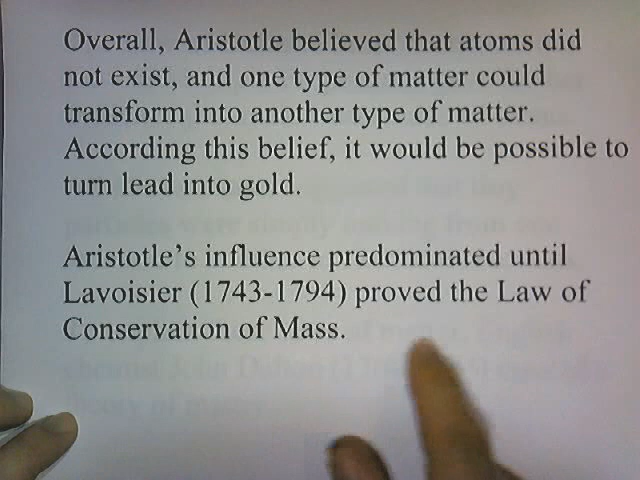 Overall, Aristotle believed that atoms did
not exist, and one type of matter could
transform into another type of matter.
According this belief, it would be possible to
turn lead into gold.
Aristotle's influence predominated until
Lavoisier (1743-1794) proved the Law of
Conservation of Mass.